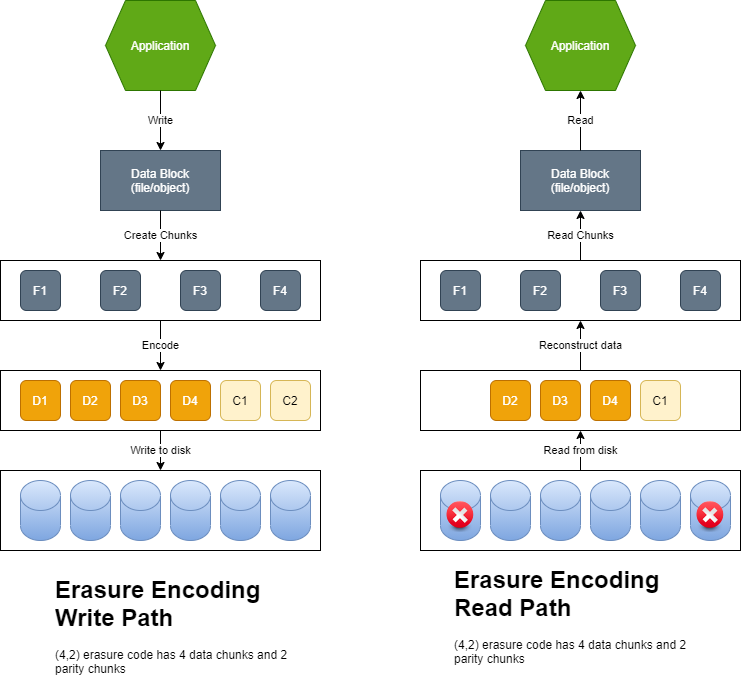 Application
Write
Data Block
(file/object)
Create Chunks
F1 F2 F3 F4
Encode
D1 D2 D3 D4 C1 C2
Write to disk
Erasure Encoding
Write Path
(4,2) erasure code has 4 data chunks and 2
parity chunks
Application
Read
Data Block
(file/object)
Read Chunks
F1 F2 F3 F4
Reconstruct data
D2 D3 D4 C1
Read from disk
Erasure Encoding
Read Path
(4,2) erasure code has 4 data chunks and 2
parity chunks